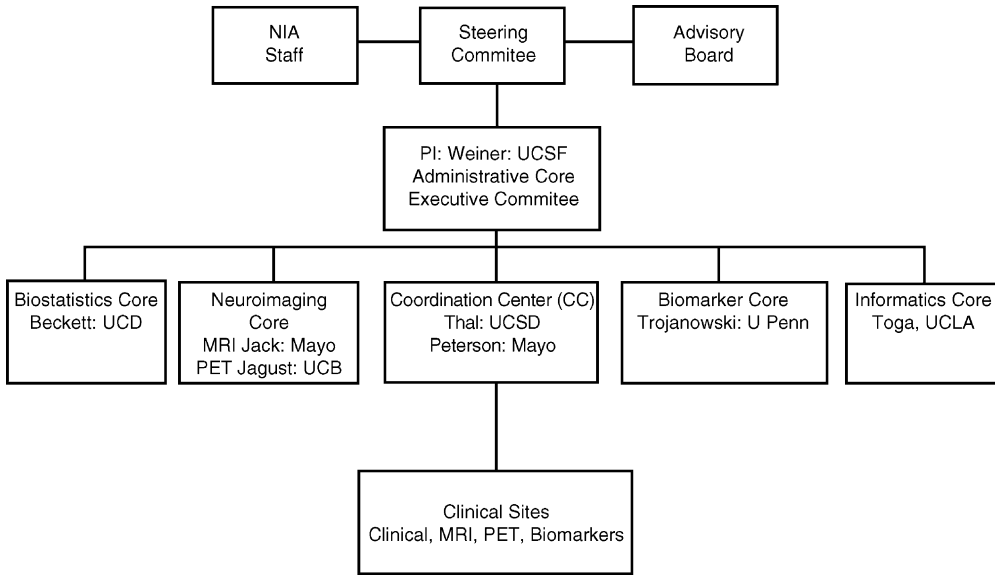 NIA
Staff
Steering
Commitee
Advisory
Board
PI: Weiner: UCSF
Administrative Core
Executive Commitee
Biostatistics Core
Beckett: UCD
Neuroimaging
Core
MRI Jack: Mayo
PET Jagust: UCB
Coordination Center (CC)
Thal: UCSD
Peterson: Mayo
Biomarker Core
Trojanowski: U Penn
Informatics Core
Toga, UCLA
Clinical Sites
Clinical, MRI, PET, Biomarkers